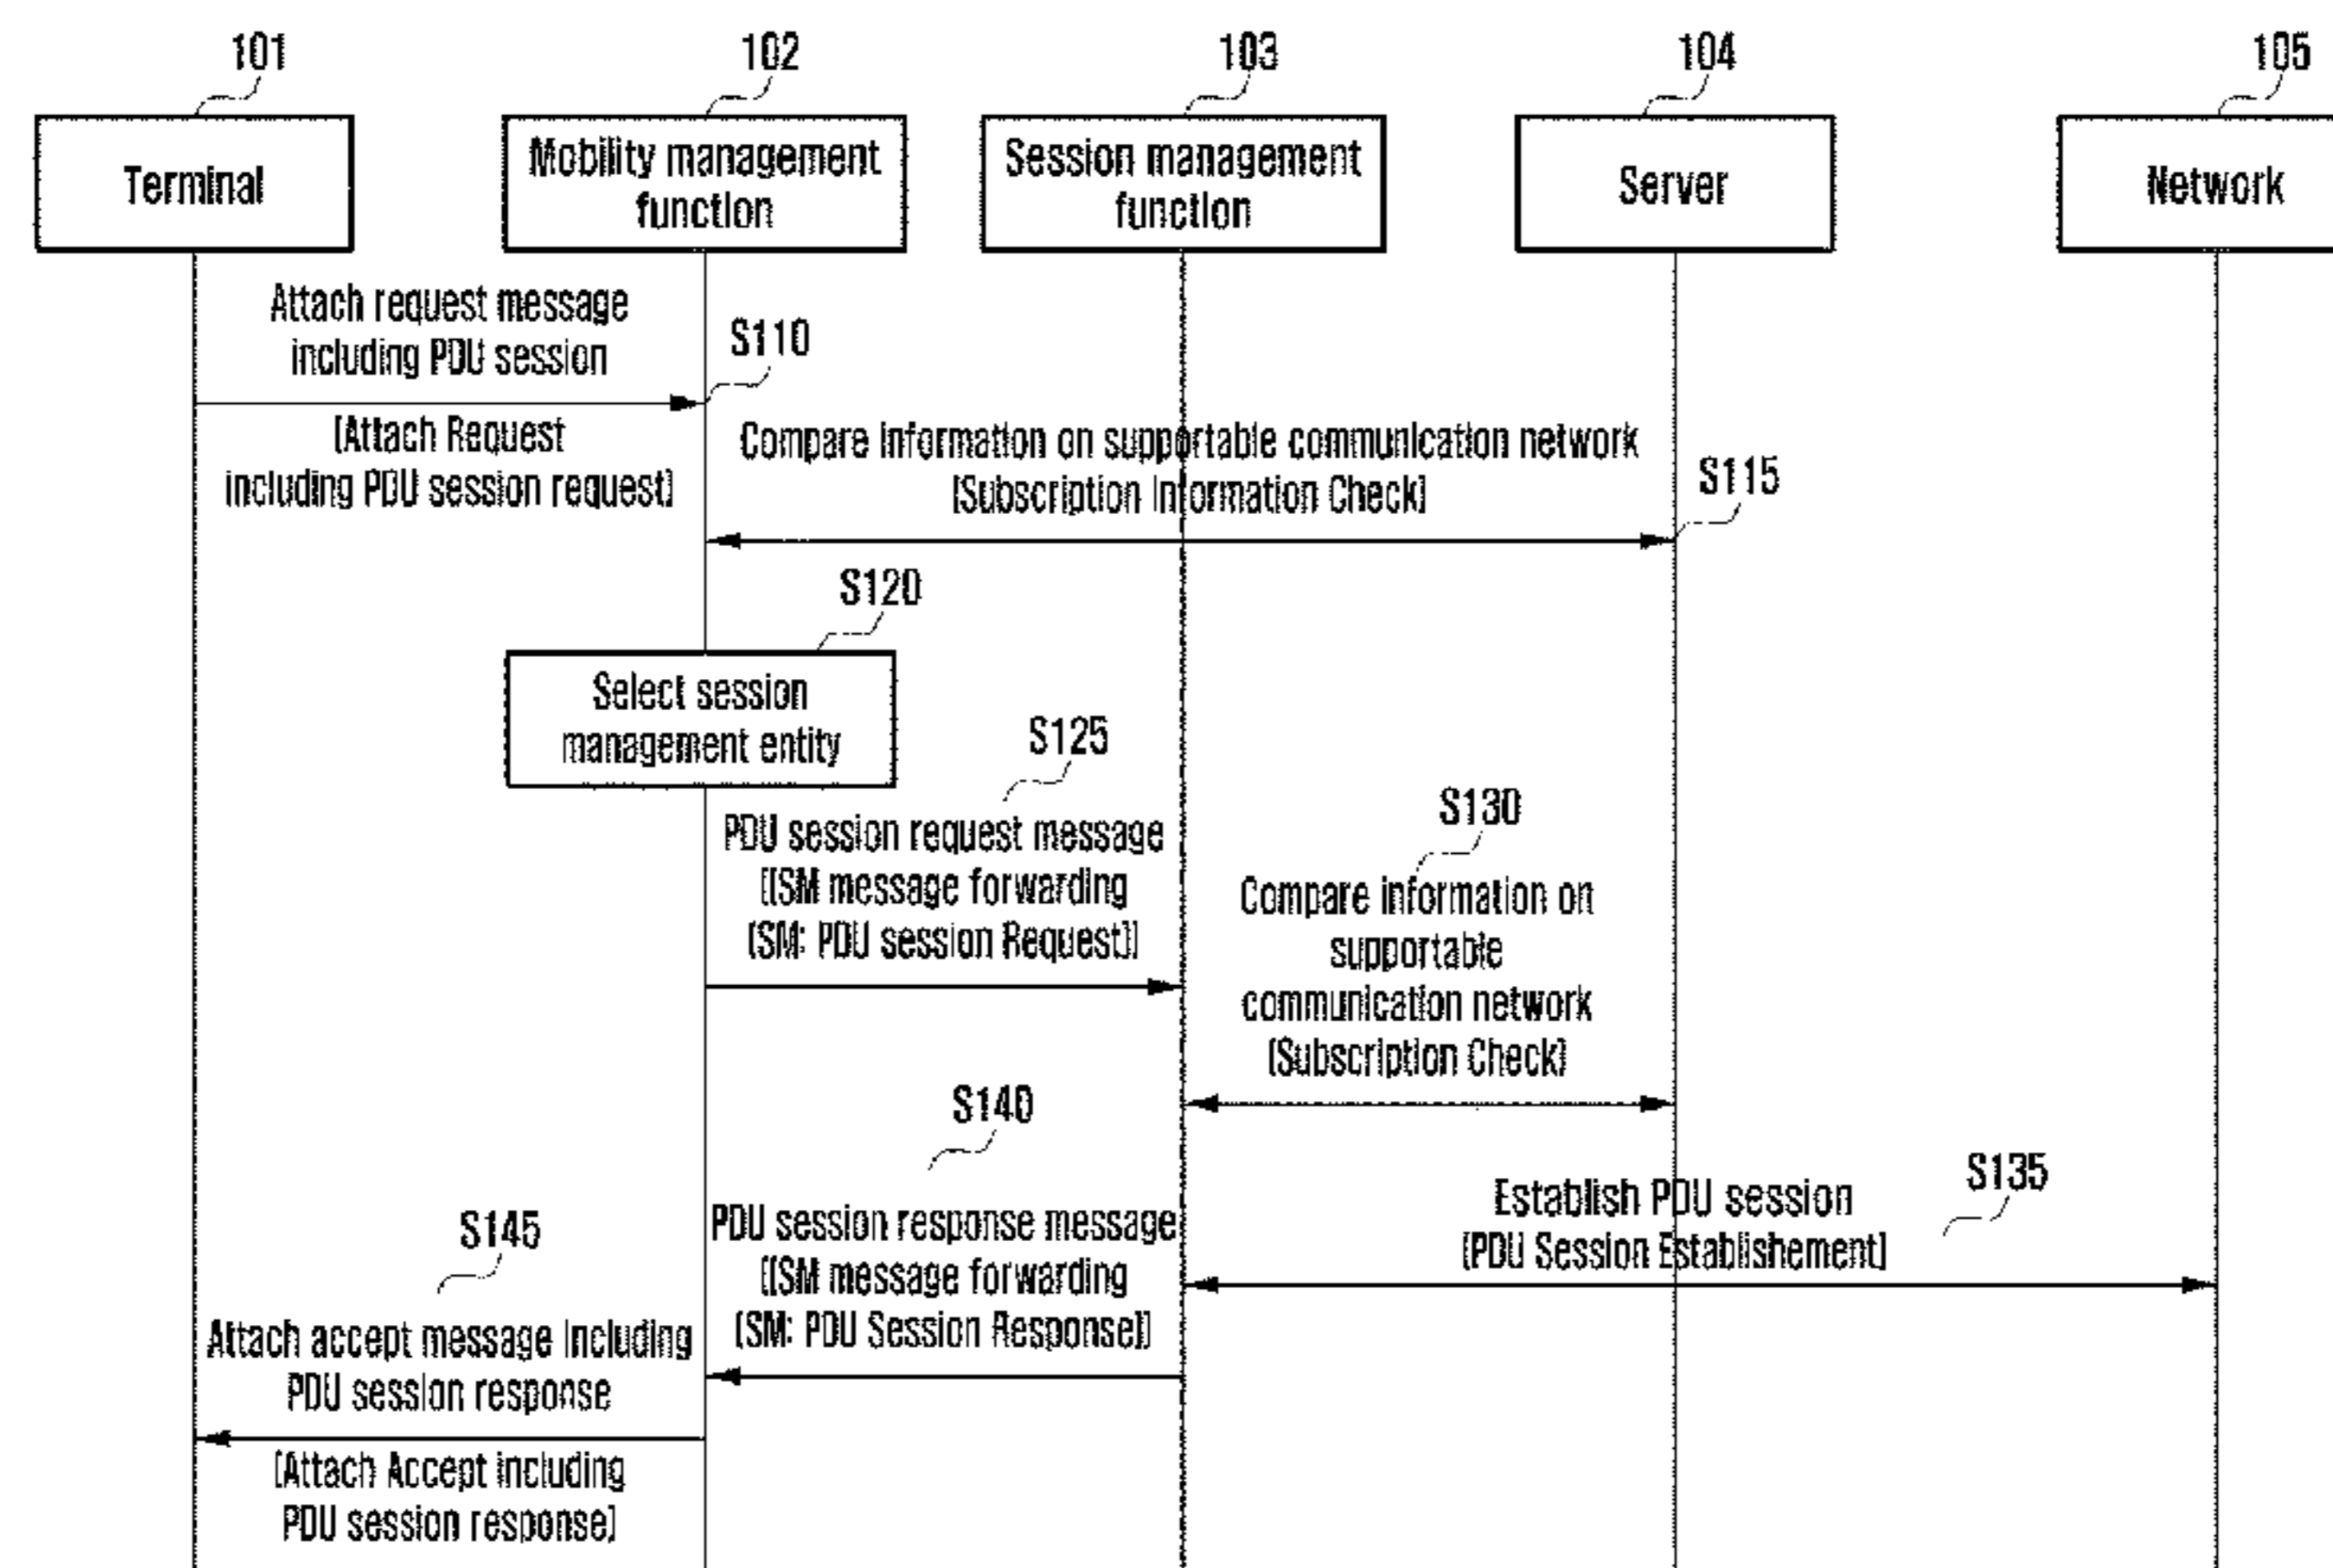 101
102
103
104
105
Terminal
Mobility management
function
Session management
function
Server
Network
Attach request message
including PDU session
S110
[Attach Request
including PDU session request]
Compare information on supportable communication network
[Subscription Information Check]
S115
S120
Select session
management entity
S125
PDU session request message
[[SM message forwarding
[SM: PDU session Request]]
S130
Compare information on
supportable
communication network
[Subscription Check]
S135
Establish PDU session
[PDU Session Establishement]
S140
PDU session response message
[[SM message forwarding
[SM: PDU Session Response]]
S145
Attach accept message including
PDU session response
[Attach Accept including
PDU session response]